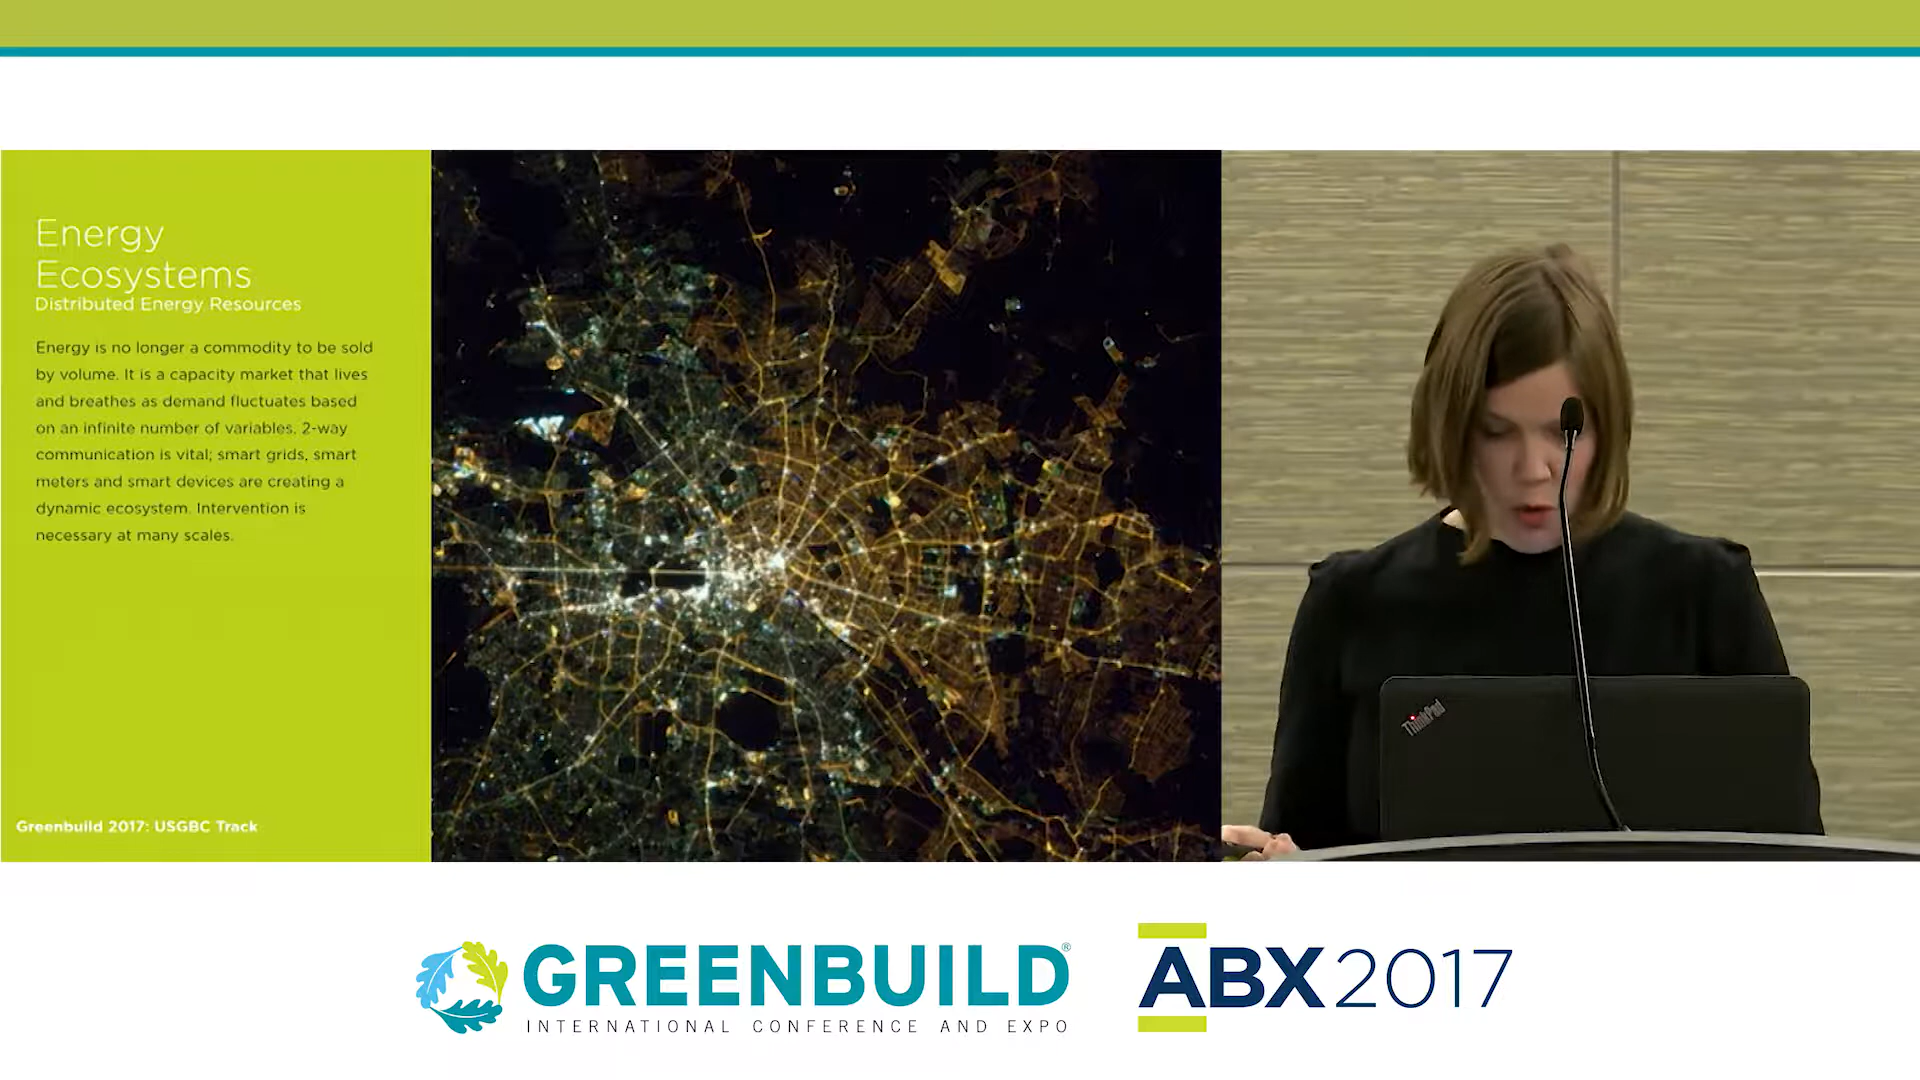 Energy
Ecosystems
Distributed Energy Resources
Energy is no longer a commodity to be sold
by volume. It is a capacity market that lives
and breathes as demand fluctuates based
on an infinite number of variables. 2-way
communication is vital; smart grids, smart
meters and smart devices are creating a
dynamic ecosystem. Intervention is
necessary at many scales.
Greenbuild 2017: USGBC Track
ThinkPad
GREENBUILD®
INTERNATIONAL CONFERENCE AND EXPO
ABX2017